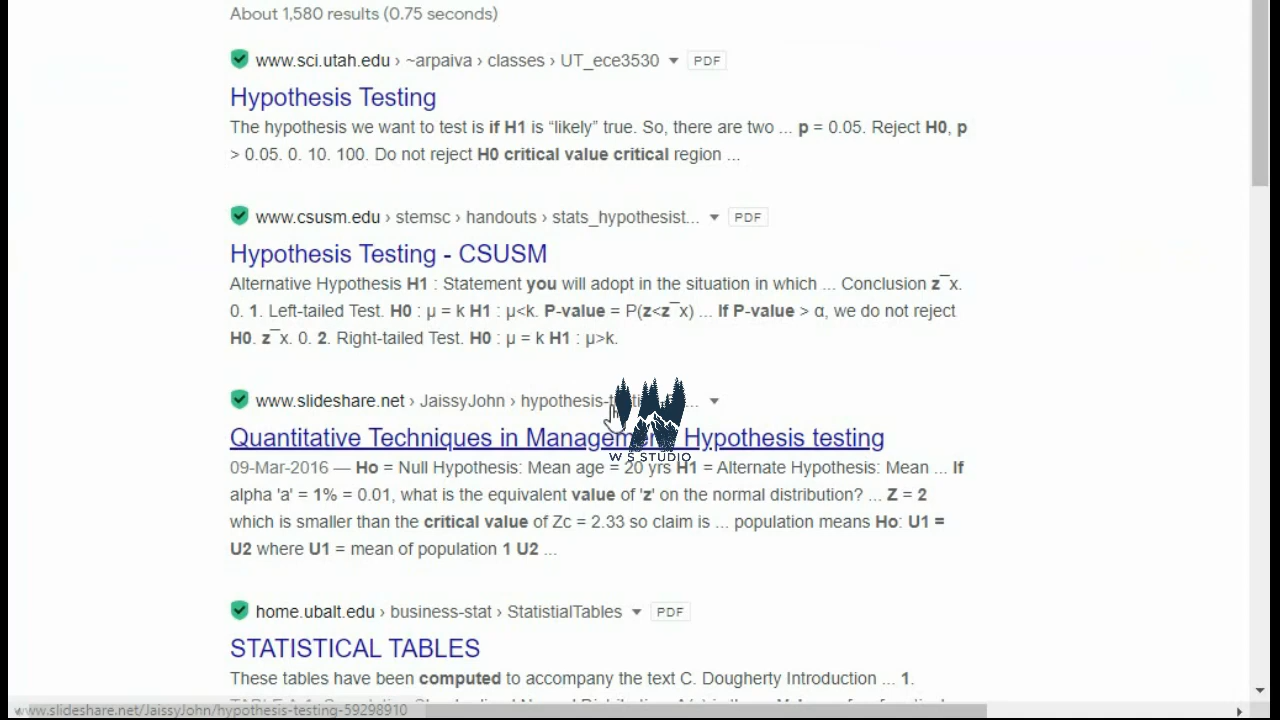 About 1,580 results (0.75 seconds)
www.sci.utah.edu › ~arpaiva › classes › UT_ece3530 PDF
Hypothesis Testing
The hypothesis we want to test is if H1 is “likely” true. So, there are two ... p = 0.05. Reject H0, p
> 0.05. 0. 10. 100. Do not reject H0 critical value critical region ...
www.csusm.edu › stemsc › handouts › stats_hypothesist... PDF
Hypothesis Testing - CSUSM
Alternative Hypothesis H1 : Statement you will adopt in the situation in which ... Conclusion z¯x.
0. 1. Left-tailed Test. H0 : μ = k H1 : μ<k. P-value = P(z<z¯x) ... If P-value > α, we do not reject
H0. z¯x. 0. 2. Right-tailed Test. H0 : μ = k H1 : μ>k.
www.slideshare.net › JaissyJohn › hypothesis-
Quantitative Techniques in Management Hypothesis testing
W S STUDIO
09-Mar-2016 — Ho = Null Hypothesis: Mean age = 20 yrs H1 = Alternate Hypothesis: Mean ... If
alpha 'a' = 1% = 0.01, what is the equivalent value of 'z' on the normal distribution? ... Z = 2
which is smaller than the critical value of Zc = 2.33 so claim is ... population means Ho: U1 =
U2 where U1 = mean of population 1 U2 ...
home.ubalt.edu › business-stat › StatistialTables PDF
STATISTICAL TABLES
These tables have been computed to accompany the text C. Dougherty Introduction ... 1.
www.slideshare.net/JaissyJohn/hypothesis-testing-59298910